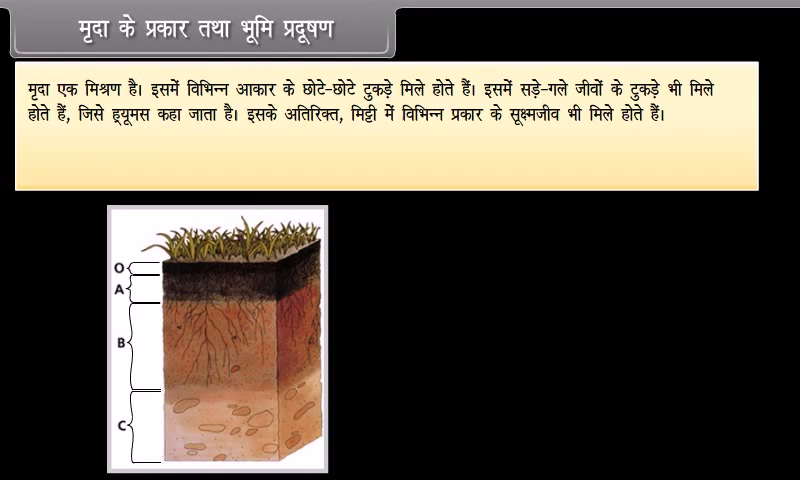 मृदा के प्रकार तथा भूमि प्रदूषण
मृदा एक मिश्रण है। इसमें विभिन्न आकार के छोटे-छोटे टुकड़े मिले होते हैं। इसमें सड़े-गले जीवों के टुकड़े भी मिले
होते हैं, जिसे ह्यूमस कहा जाता है। इसके अतिरिक्त, मिट्टी में विभिन्न प्रकार के सूक्ष्मजीव भी मिले होते हैं।
O
A
B
C